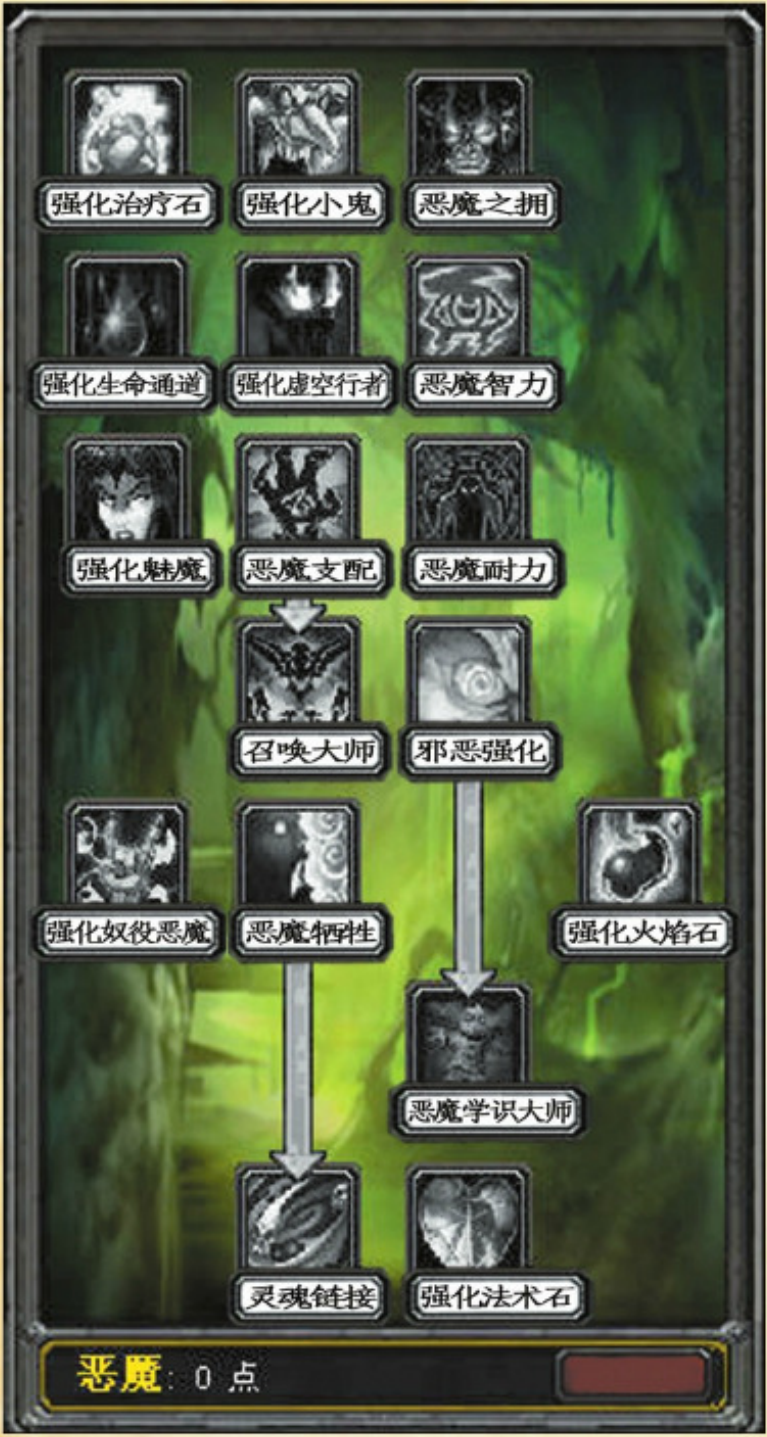 强化治疗石 强化小鬼 恶魔之拥
强化生命通道 强化虚空行者 恶魔智力
强化魅魔 恶魔支配 恶魔耐力
召唤大师 邪恶强化
强化奴役恶魔 恶魔牺牲 强化火焰石
恶魔学识大师
灵魂链接 强化法术石
恶魔: 0 点